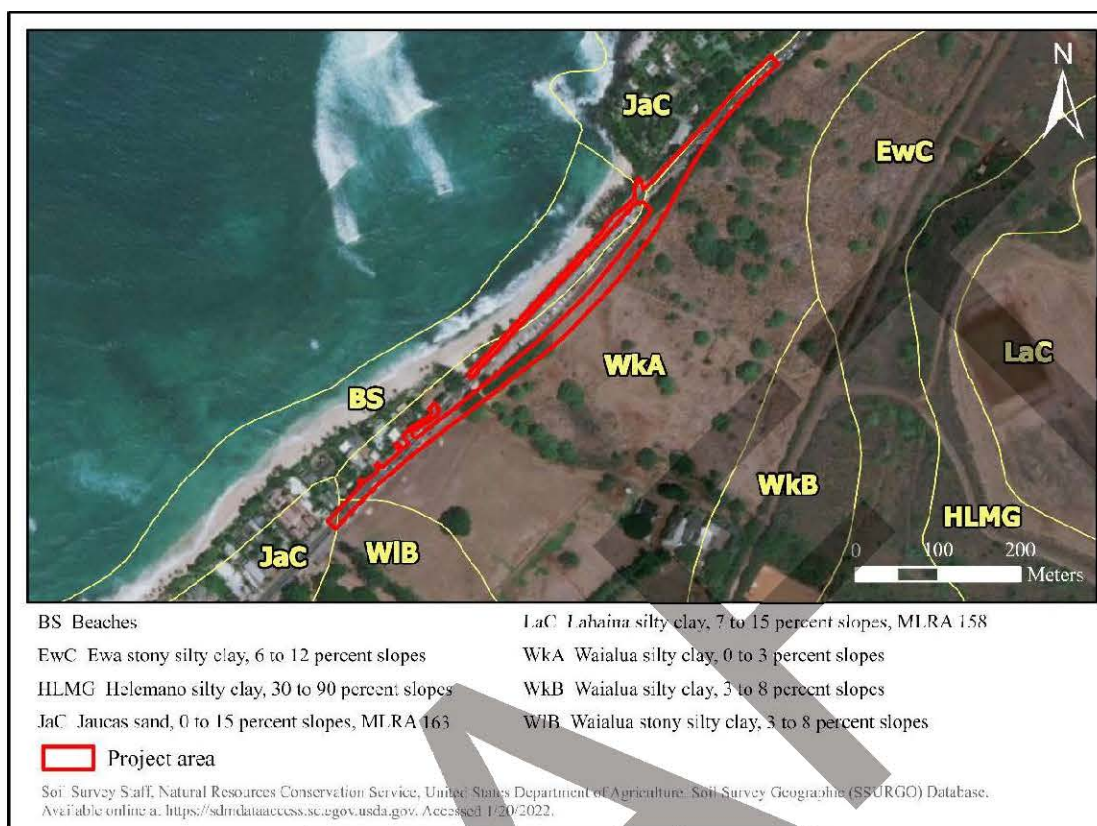 N
JaC
EwC
LaC
WkA
BS
WkB
HLMG
JaC
WlB
0 100 200
Meters
BS Beaches
EwC Ewa stony silty clay, 6 to 12 percent slopes
HLMG Helemano silty clay, 30 to 90 percent slopes
JaC Jaucas sand, 0 to 15 percent slopes, MLRA 163
LaC Lahaina silty clay, 7 to 15 percent slopes, MLRA 158
WkA Waialua silty clay, 0 to 3 percent slopes
WkB Waialua silty clay, 3 to 8 percent slopes
WlB Waialua stony silty clay, 3 to 8 percent slopes
Project area
Soil Survey Staff, Natural Resources Conservation Service, United States Department of Agriculture. Soil Survey Geographic (SSURGO) Database.
Available online at https://sdmdataaccess.sc.egov.usda.gov. Accessed 1/20/2022.